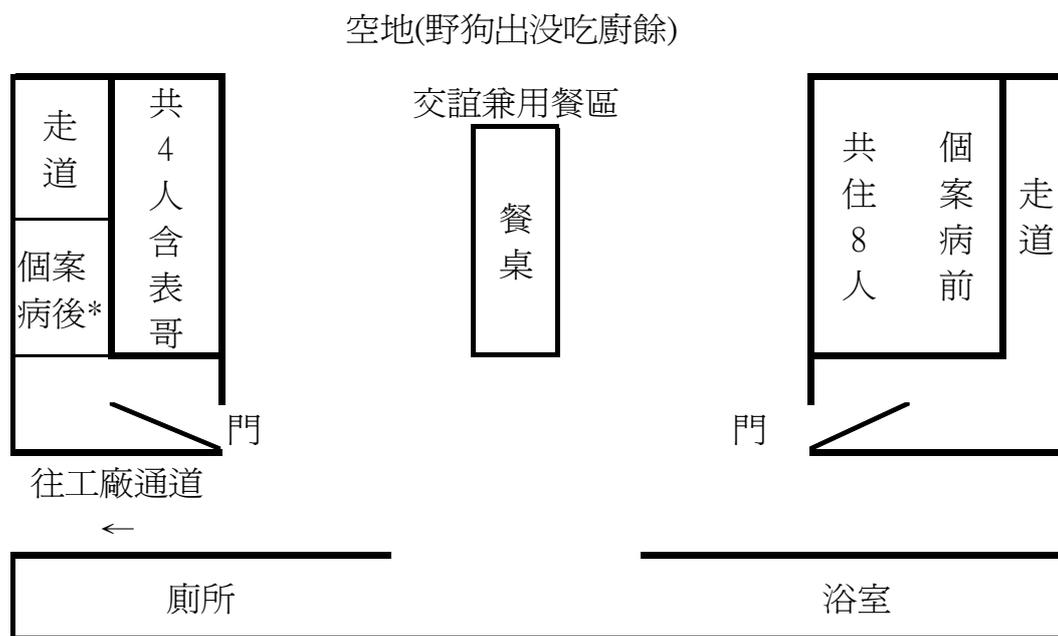 空地(野狗出没吃廚餘)
交誼兼用餐區
走道
共4人含表哥
個案
病後*
餐桌
共住8人
個案病前
走道
門
門
往工廠通道
←
廁所
浴室